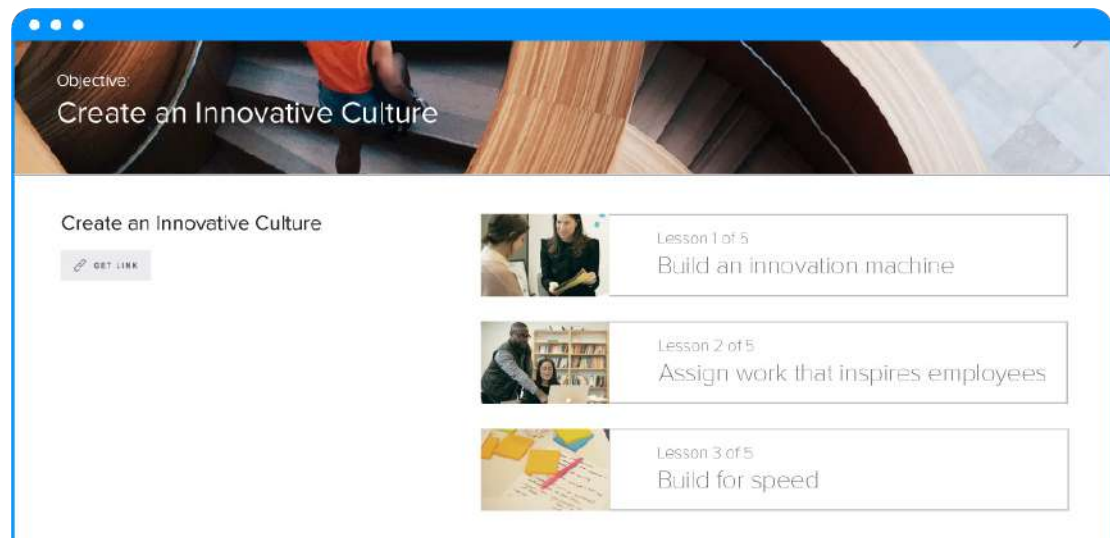 Objective:
Create an Innovative Culture
Create an Innovative Culture
GET LINK
Lesson 1 of 5
Build an innovation machine
Lesson 2 of 5
Assign work that inspires employees
Lesson 3 of 5
Build for speed